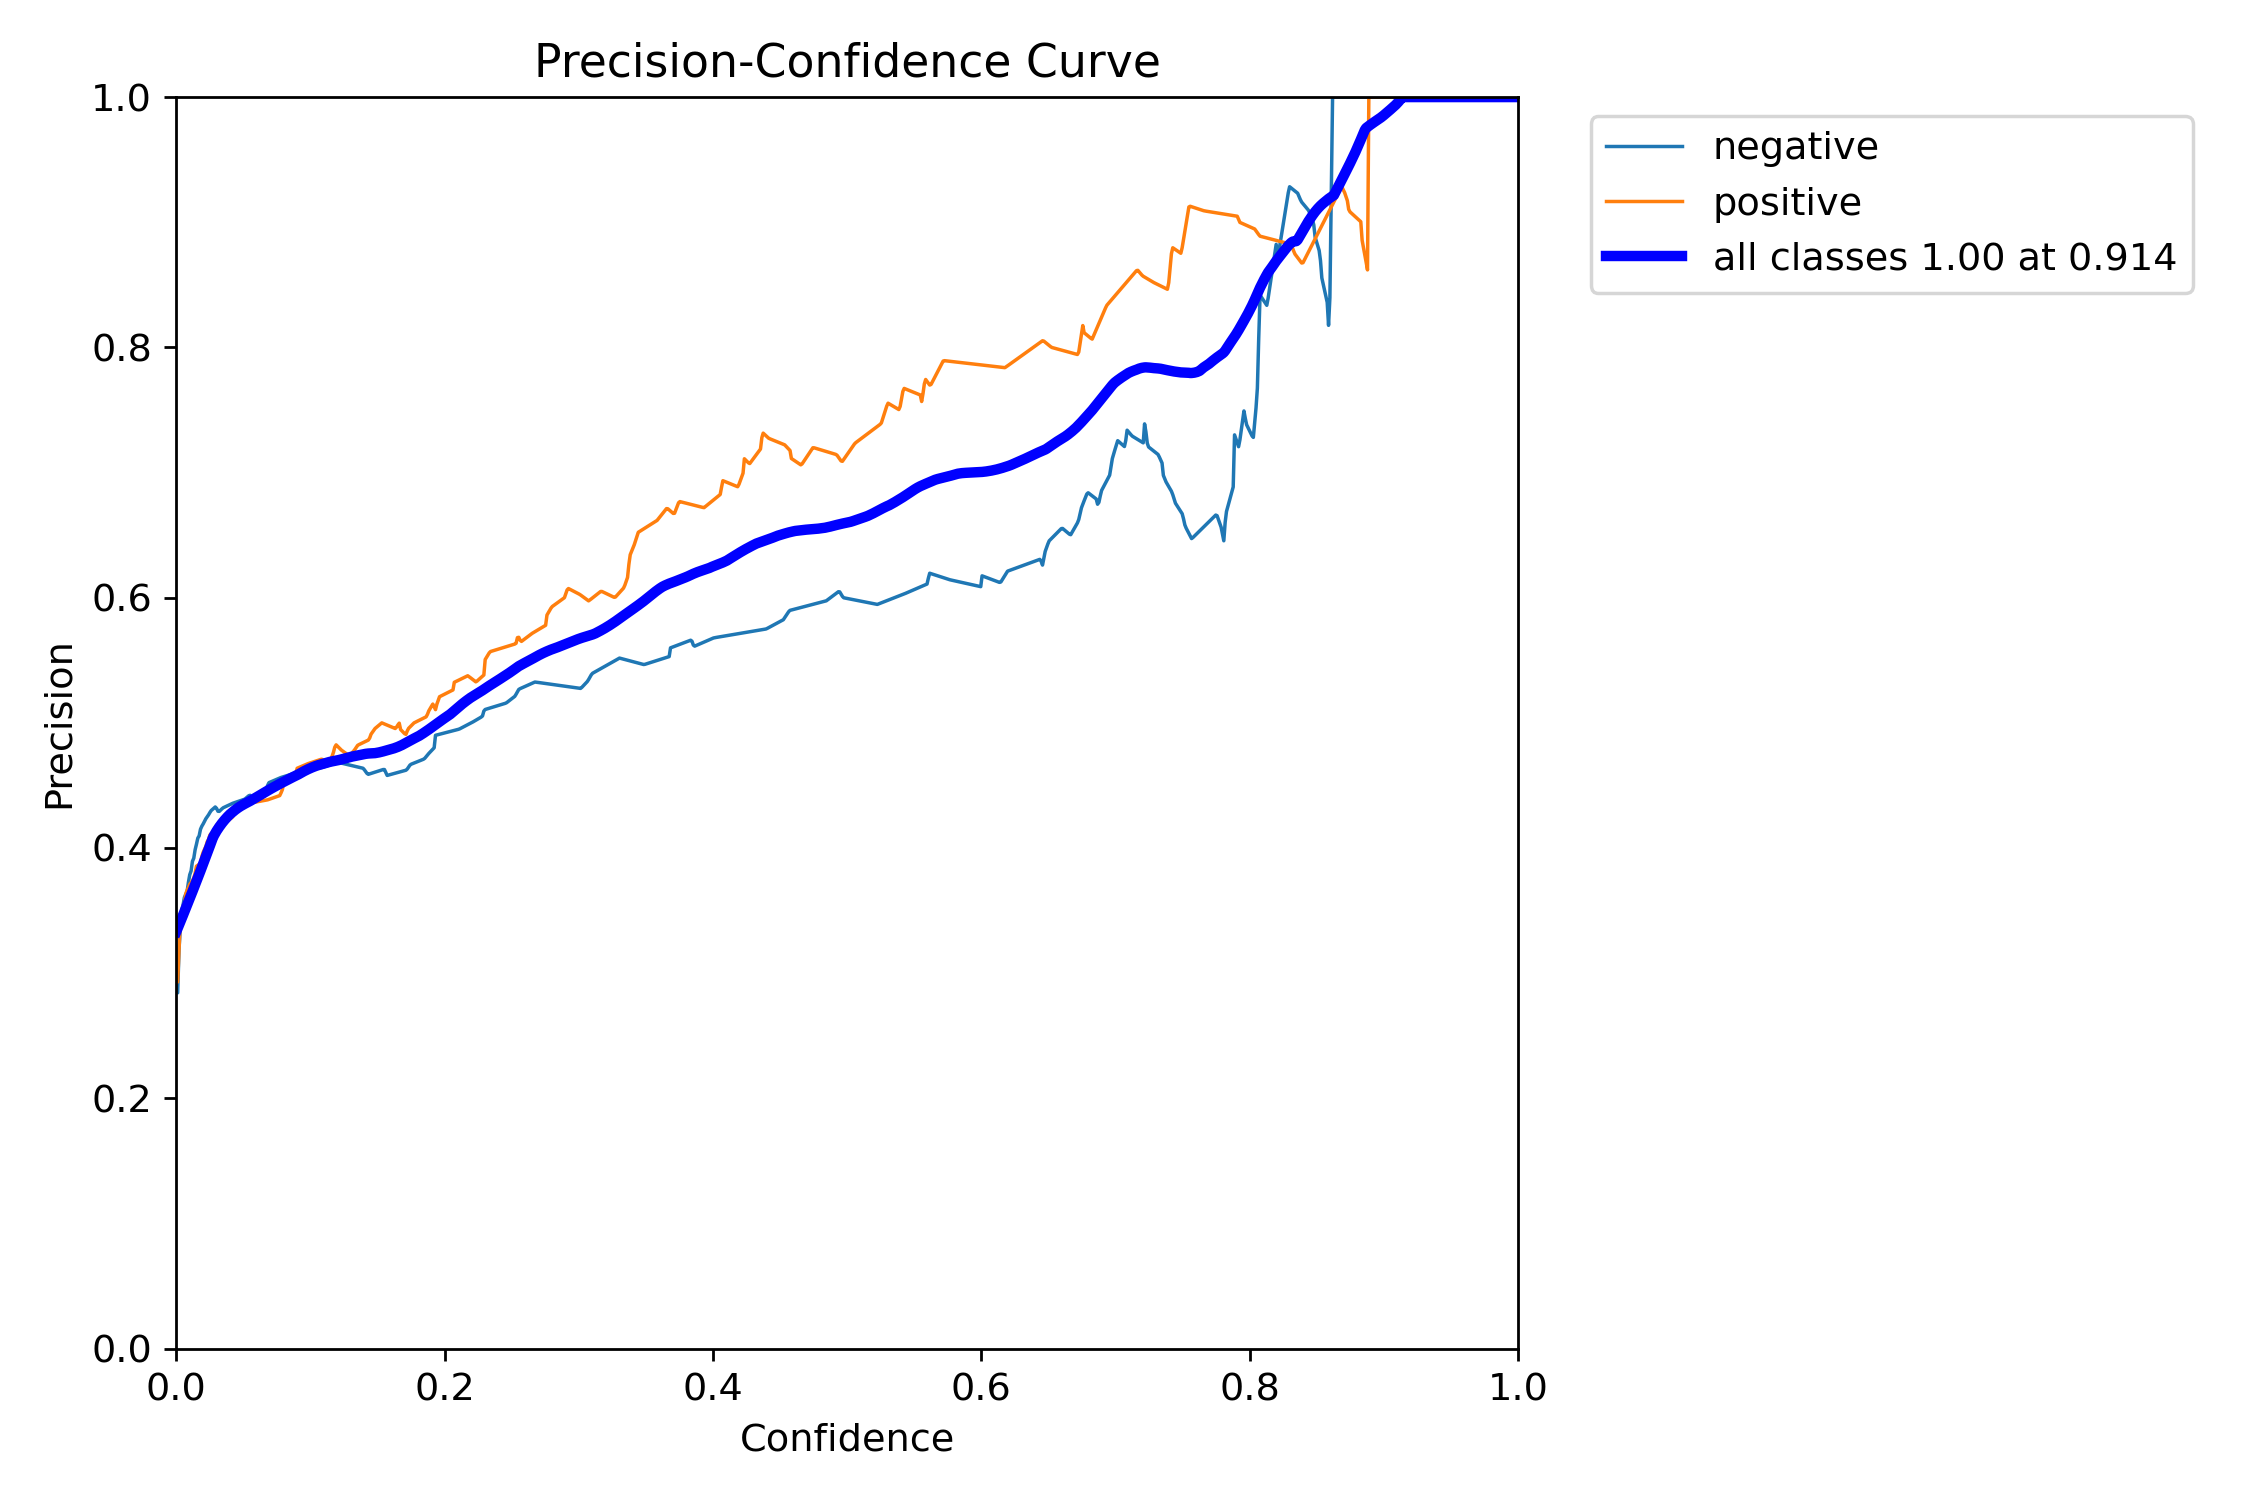 Precision-Confidence Curve
negative
positive
all classes 1.00 at 0.914
1.0
0.8
0.6
0.4
0.2
0.0
Precision
0.0 0.2 0.4 0.6 0.8 1.0
Confidence